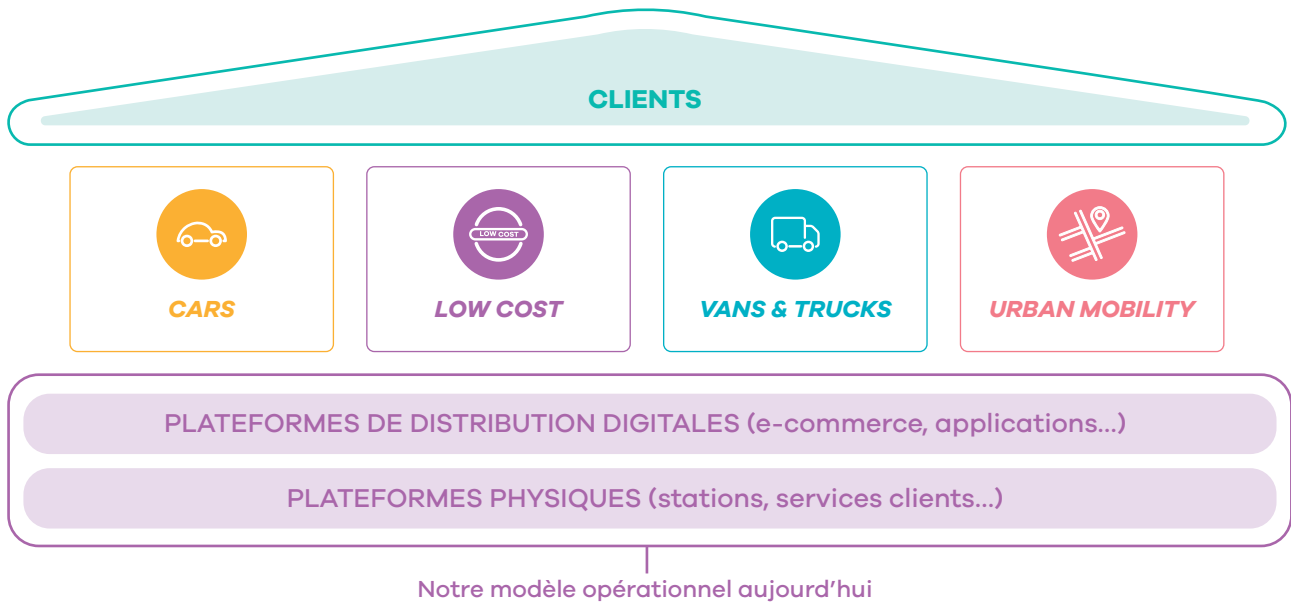 CLIENTS
LOW COST
CARS
LOW COST
VANS & TRUCKS
URBAN MOBILITY
PLATEFORMES DE DISTRIBUTION DIGITALES (e-commerce, applications...)
PLATEFORMES PHYSIQUES (stations, services clients...)
Notre modèle opérationnel aujourd'hui